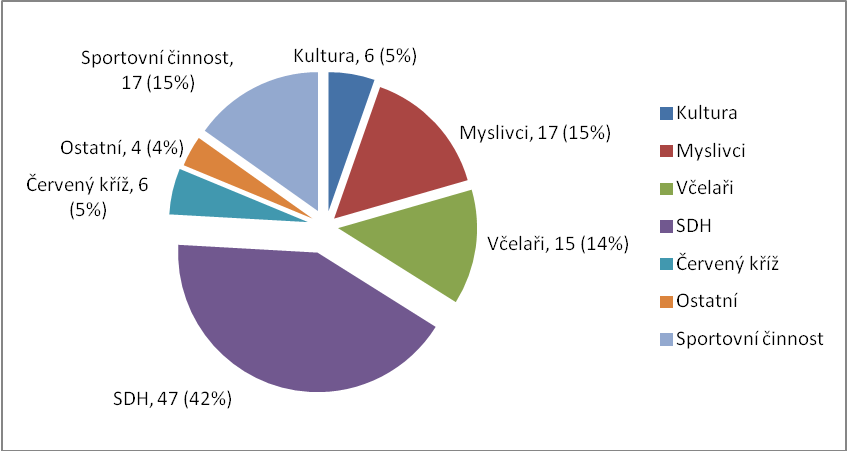 Kultura, 6 (5%)
Myslivci, 17 (15%)
Včelaři, 15 (14%)
SDH, 47 (42%)
Červený kříž, 6
(5%)
Ostatní, 4 (4%)
Sportovní činnost,
17 (15%)
Kultura
Myslivci
Včelaři
SDH
Červený kříž
Ostatní
Sportovní činnost